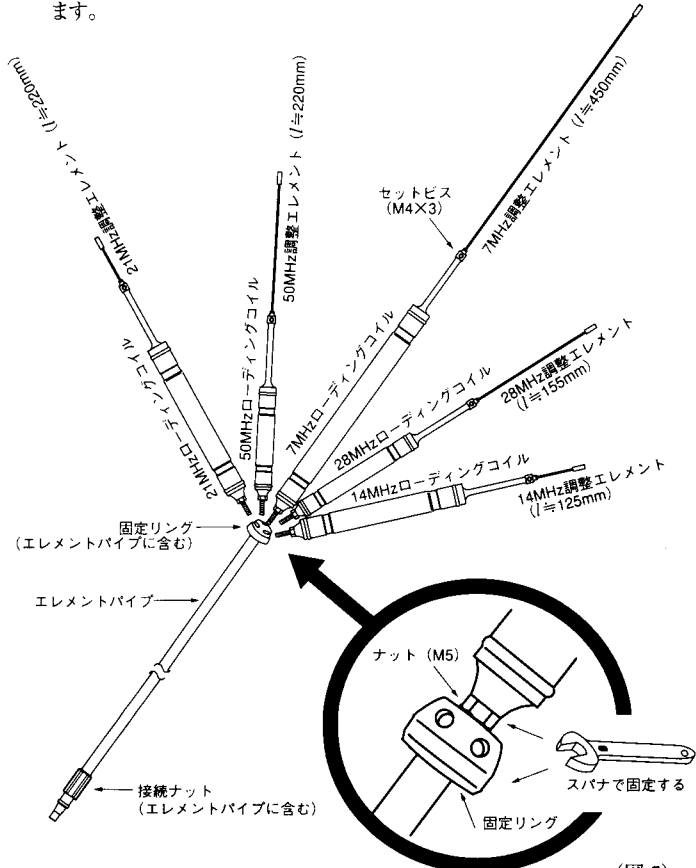 ます。
21MHz調整エレメント (l≒220mm)
50MHz調整エレメント (l≒220mm)
7MHz調整エレメント (l≒450mm)
セットビス
(M4×3)
21MHzローディングコイル
50MHzローディングコイル
7MHzローディングコイル
28MHzローディングコイル
28MHz調整エレメント
(l≒155mm)
14MHzローディングコイル
14MHz調整エレメント
(l≒125mm)
固定リング
(エレメントパイプに含む)
エレメントパイプ
ナット (M5)
スパナで固定する
接続ナット
(エレメントパイプに含む)
固定リング